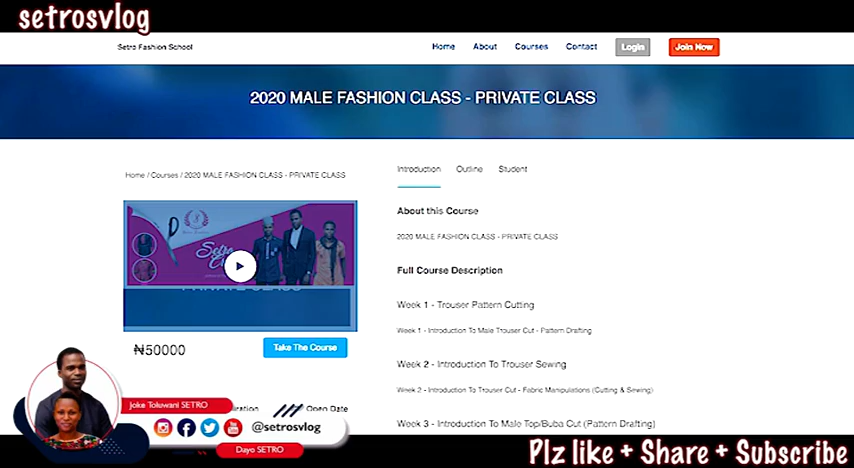 setrosvlog
Setro Fashion School
Home About Courses Contact Login Join Now
2020 MALE FASHION CLASS - PRIVATE CLASS
Home / Courses / 2020 MALE FASHION CLASS - PRIVATE CLASS
Introduction Outline Student
About this Course
2020 MALE FASHION CLASS - PRIVATE CLASS
Full Course Description
Week 1 - Trouser Pattern Cutting
Week 1 - Introduction To Male Trouser Cut - Pattern Drafting
₦50000
Take The Course
Week 2 - Introduction To Trouser Sewing
Week 2 - Introduction To Trouser Cut - Fabric Manipulations (Cutting & Sewing)
Week 3 - Introduction To Male Top/Buba Cut (Pattern Drafting)
Open Date
Joke Toluwani SETRO
@setrosvlog
Dayo SETRO
Plz like + Share + Subscribe